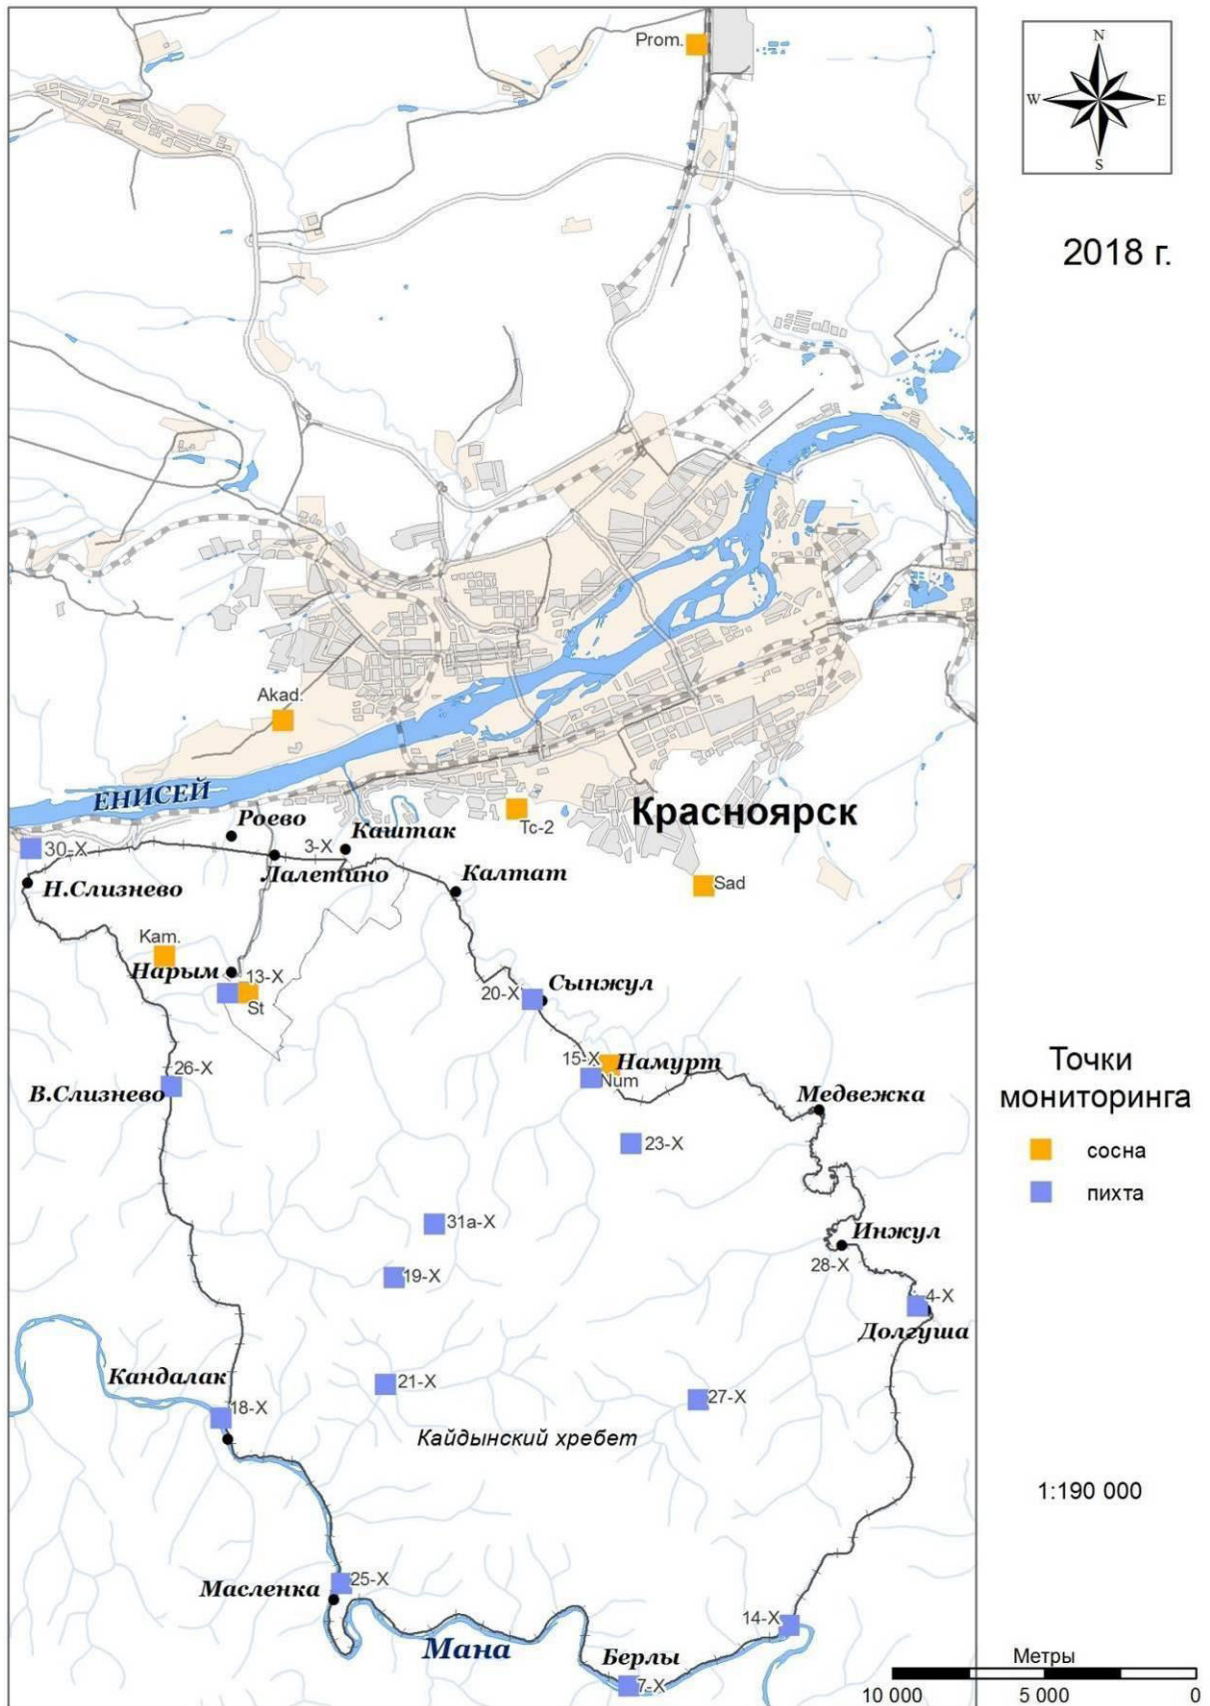 Prom.
N
W
E
S
2018 г.
Akad.
ЕНИСЕЙ
Роево
3-X
Каштак
Tc-2
Красноярск
30-X
Лалетино
Калтат
Н.Слизнево
Sad
Kam.
Нарым
13-X
St
20-X
Сынжул
15-X
Намурт
Num
26-X
В.Слизнево
Медвежка
23-X
31a-X
Инжул
28-X
19-X
4-X
Долгуша
Кандалак
21-X
27-X
18-X
Кайдынский хребет
25-X
Масленка
14-X
Мана
Берлы
7-X
Точки
мониторинга
сосна
пихта
1:190 000
Метры
10 000
5 000
0